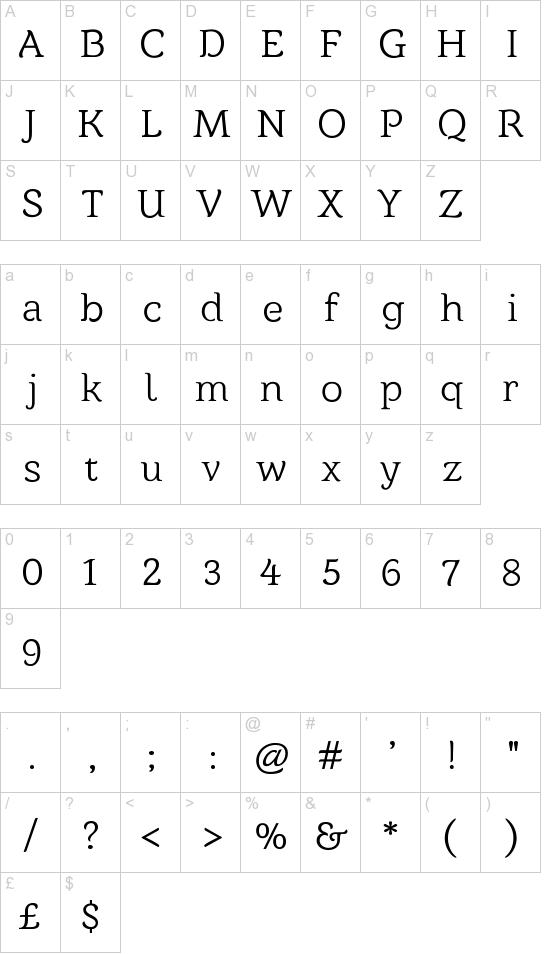 A B C D E F G H I
A B C D E F G H I
J K L M N O P Q R
J K L M N O P Q R
S T U V W X Y Z
S T U V W X Y Z
a b c d e f g h i
a b c d e f g h i
j k l m n o p q r
j k l m n o p q r
s t u v w x y z
s t u v w x y z
0 1 2 3 4 5 6 7 8
0 1 2 3 4 5 6 7 8
9
9
. , ; : @ # ' ! "
. , ; : @ # ' ! "
/ ? < > % & * ( )
/ ? < > % & * ( )
£ $
£ $